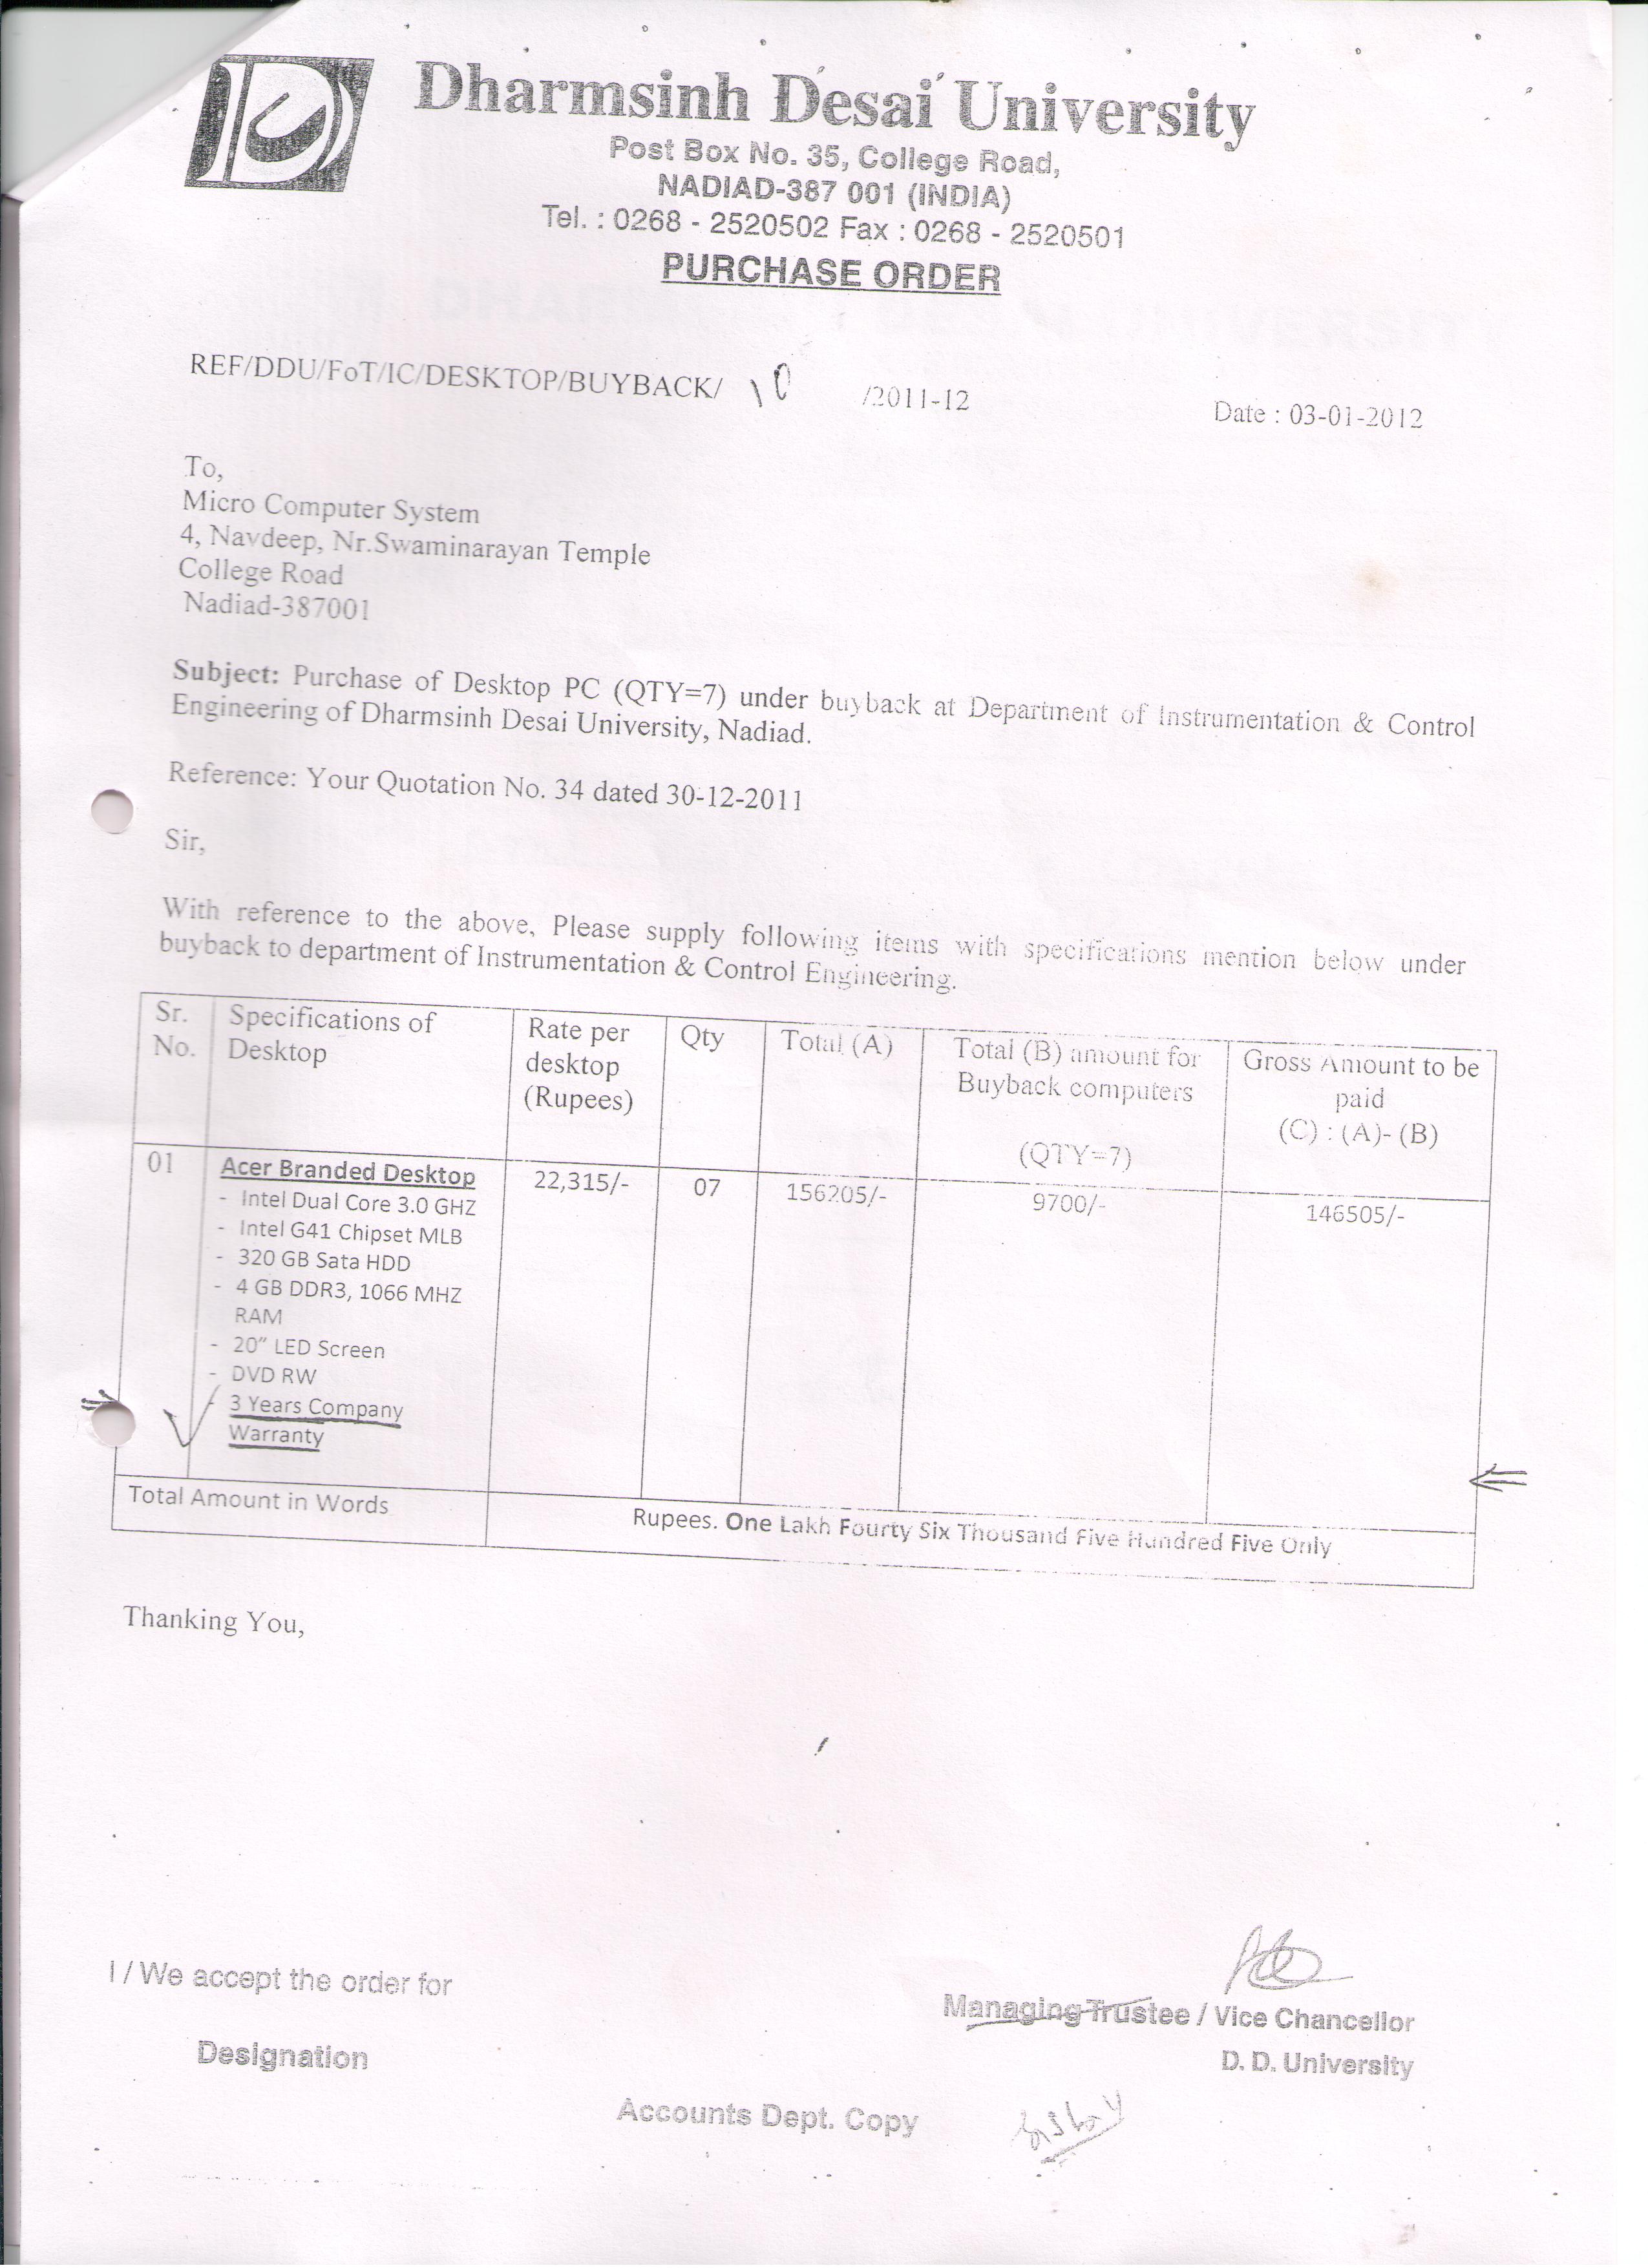 Dharmsinh Desai University
Post Box No. 35, College Road,
NADIAD-387 001 (INDIA)
Tel. : 0268 - 2520502 Fax : 0268 - 2520501
PURCHASE ORDER
REF/DDU/FoT/IC/DESKTOP/BUYBACK/ 10 /2011-12
Date : 03-01-2012
To,
Micro Computer System
4, Navdeep, Nr.Swaminarayan Temple
College Road
Nadiad-387001
Subject: Purchase of Desktop PC (QTY=7) under buyback at Department of Instrumentation & Control
Engineering of Dharmsinh Desai University, Nadiad.
Reference: Your Quotation No. 34 dated 30-12-2011
Sir,
With reference to the above, Please supply following items with specifications mention below under
buyback to department of Instrumentation & Control Engineering.
Sr. No. Specifications of Desktop Rate per desktop (Rupees) Qty Total (A) Total (B) amount for Buyback computers (QTY=7) Gross Amount to be paid (C) : (A)- (B)
01 Acer Branded Desktop 22,315/- 07 156205/- 9700/- 146505/-
- Intel Dual Core 3.0 GHZ
- Intel G41 Chipset MLB
- 320 GB Sata HDD
- 4 GB DDR3, 1066 MHZ
RAM
- 20” LED Screen
- DVD RW
- 3 Years Company
Warranty
Total Amount in Words Rupees. One Lakh Fourty Six Thousand Five Hundred Five Only
Thanking You,
I / We accept the order for
Managing Trustee / Vice Chancellor
Designation
D. D. University
Accounts Dept. Copy